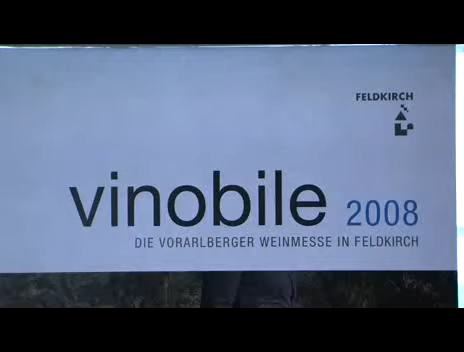 FELDKIRCH
vinobile 2008
DIE VORARLBERGER WEINMESSE IN FELDKIRCH